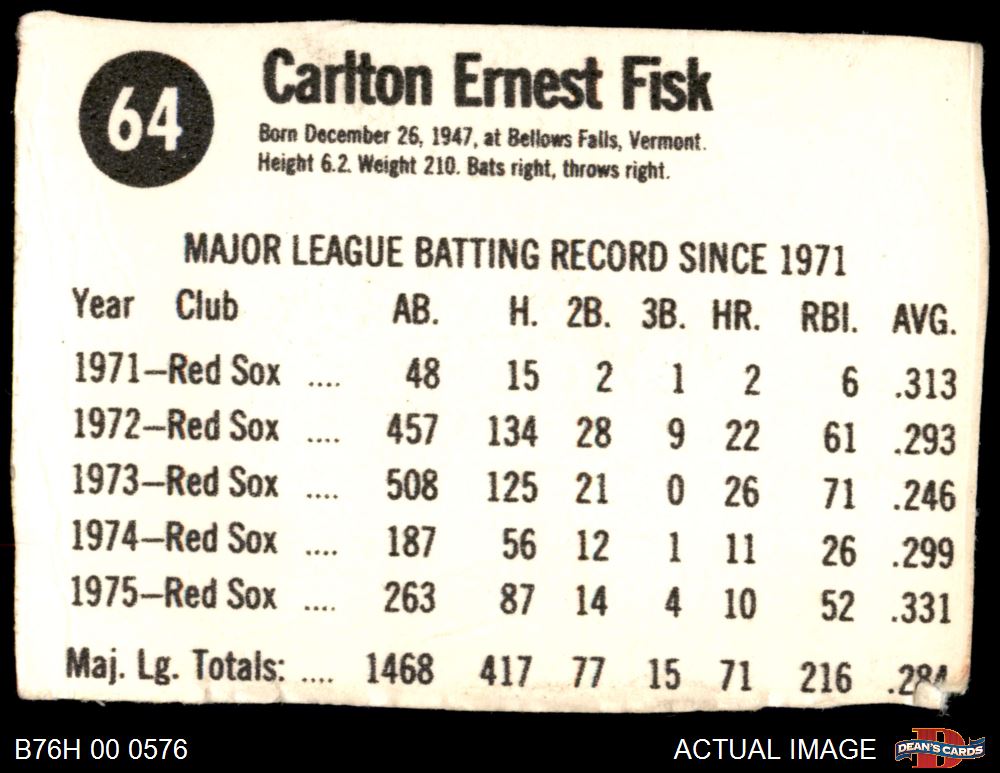 64
Carlton Ernest Fisk
Born December 26, 1947, at Bellows Falls, Vermont.
Height 6.2. Weight 210. Bats right, throws right.
MAJOR LEAGUE BATTING RECORD SINCE 1971
Year Club AB. H. 2B. 3B. HR. RBI. AVG.
1971—Red Sox .... 48 15 2 1 2 6 .313
1972—Red Sox .... 457 134 28 9 22 61 .293
1973—Red Sox .... 508 125 21 0 26 71 .246
1974—Red Sox .... 187 56 12 1 11 26 .299
1975—Red Sox .... 263 87 14 4 10 52 .331
Maj. Lg. Totals: .... 1468 417 77 15 71 216 .284
B76H 00 0576 ACTUAL IMAGE D DEAN'S CARDS